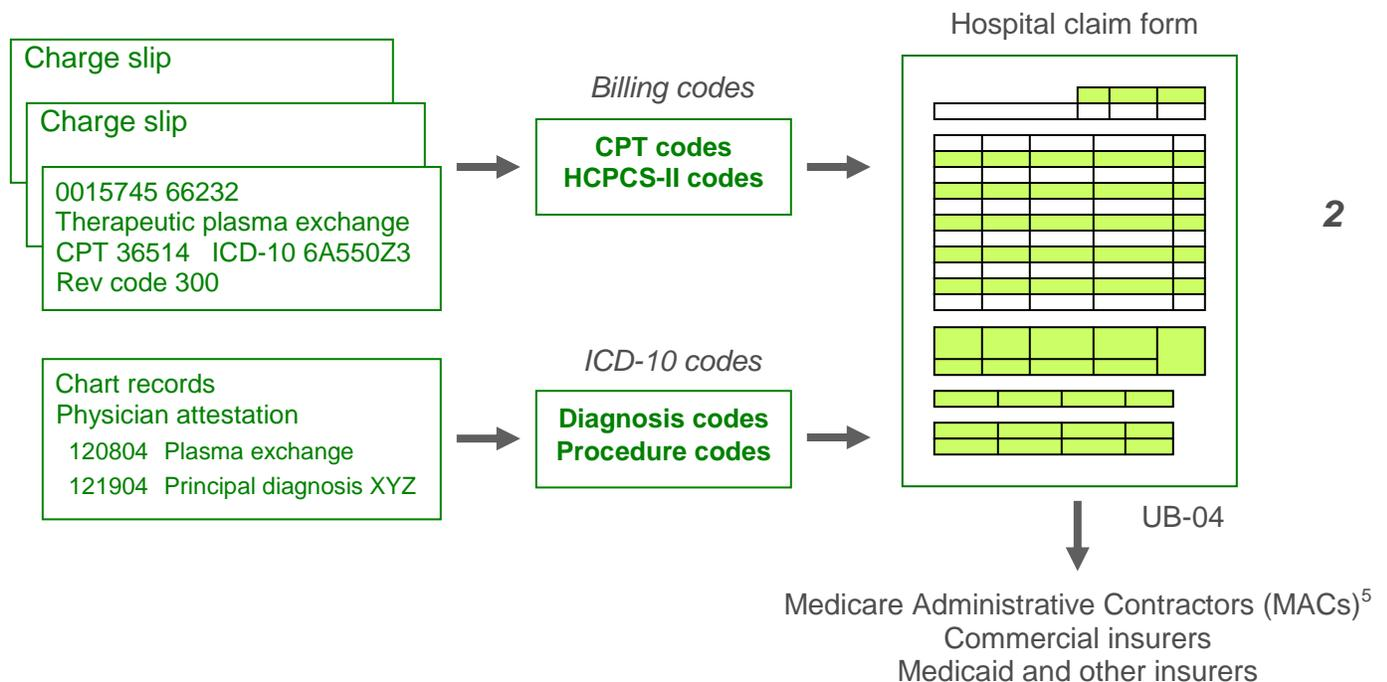 Hospital claim form
Charge slip
Charge slip
0015745 66232
Therapeutic plasma exchange
CPT 36514 ICD-10 6A550Z3
Rev code 300
Billing codes
CPT codes
HCPCS-II codes
2
Chart records
Physician attestation
120804 Plasma exchange
121904 Principal diagnosis XYZ
ICD-10 codes
Diagnosis codes
Procedure codes
UB-04
Medicare Administrative Contractors (MACs)⁵
Commercial insurers
Medicaid and other insurers